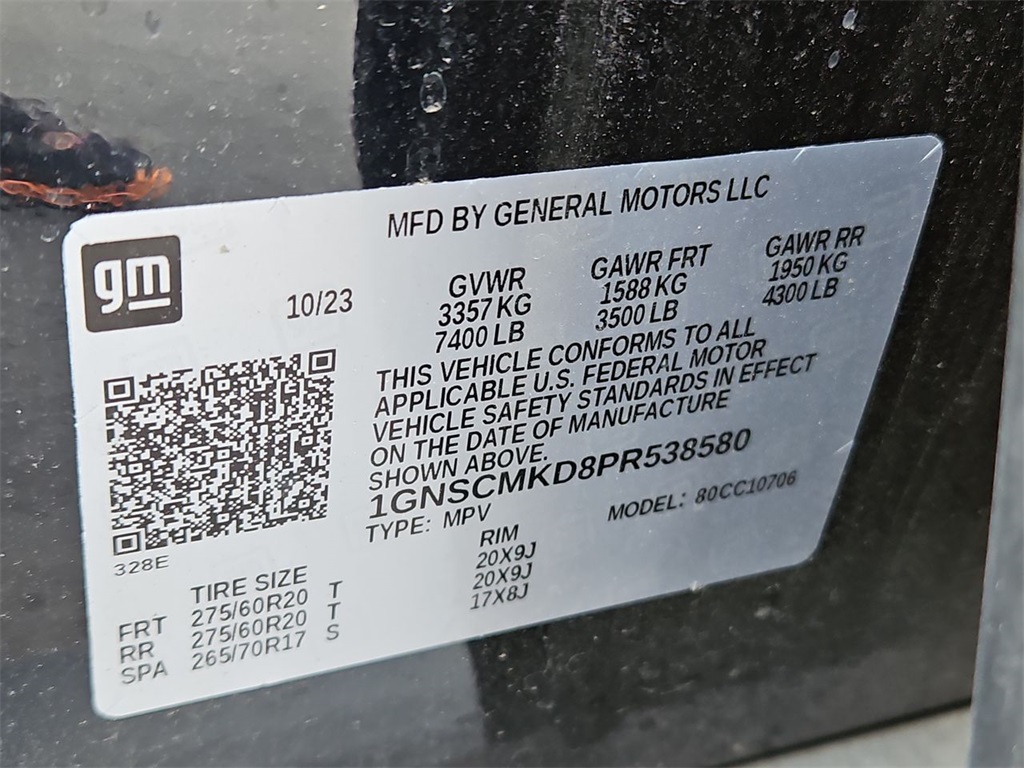 MFD BY GENERAL MOTORS LLC
gm
10/23
GVWR GAWR FRT GAWR RR
3357 KG 1588 KG 1950 KG
7400 LB 3500 LB 4300 LB
THIS VEHICLE CONFORMS TO ALL
APPLICABLE U.S. FEDERAL MOTOR
VEHICLE SAFETY STANDARDS IN EFFECT
ON THE DATE OF MANUFACTURE
SHOWN ABOVE.
1GNSCMKD8PR538580
TYPE: MPV MODEL: 80CC10706
328E
TIRE SIZE RIM
FRT 275/60R20 T 20X9J
RR 275/60R20 T 20X9J
SPA 265/70R17 S 17X8J